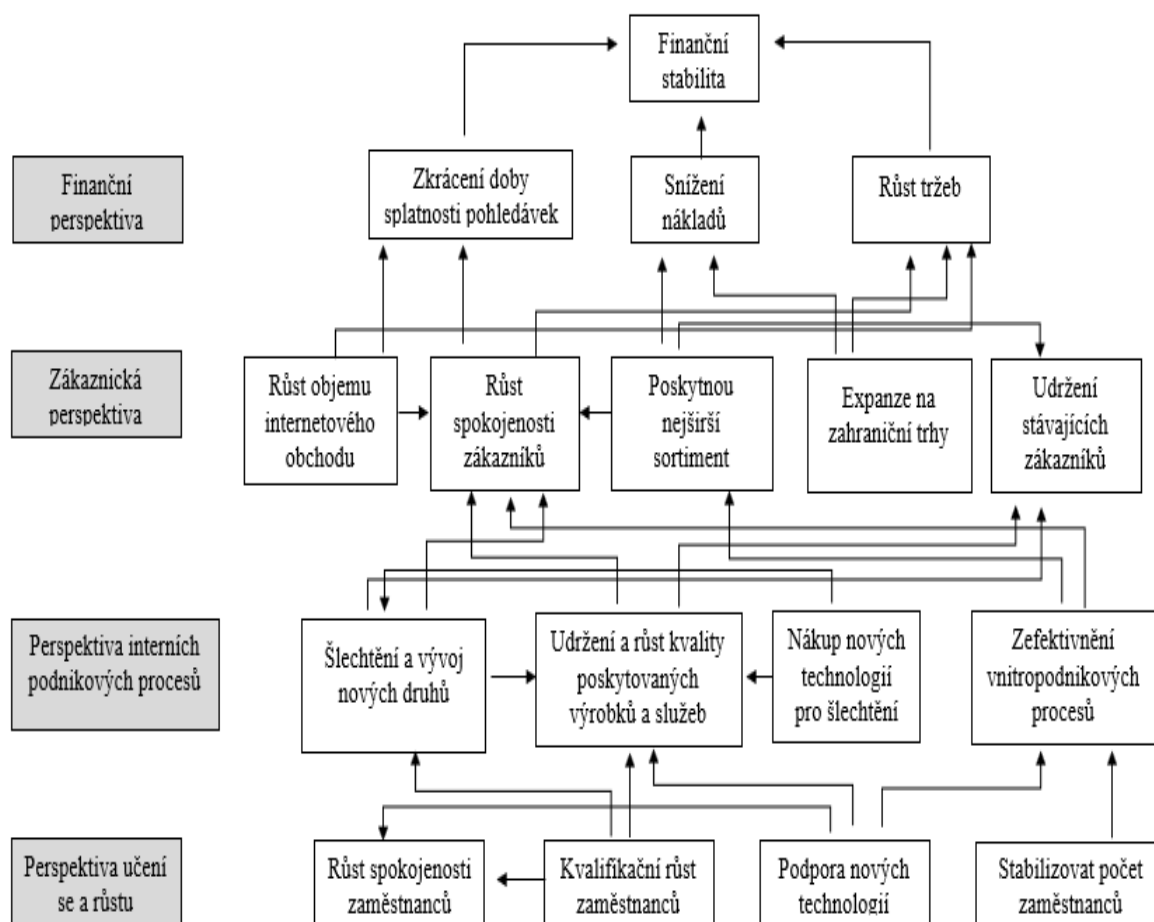 Finanční
stabilita
Finanční
perspektiva
Zkrácení doby
splatnosti pohledávek
Snížení
nákladů
Růst tržeb
Zákaznická
perspektiva
Růst objemu
internetového
obchodu
Růst
spokojenosti
zákazníků
Poskytnou
nejširší
sortiment
Expanze na
zahraniční trhy
Udržení
stávajících
zákazníků
Perspektiva interních
podnikových procesů
Šlechtění a vývoj
nových druhů
Udržení a růst kvality
poskytovaných
výrobků a služeb
Nákup nových
technologií
pro šlechtění
Zefektivnění
vnitropodnikových
procesů
Perspektiva učení
se a růstu
Růst spokojenosti
zaměstnanců
Kvalifikační růst
zaměstnanců
Podpora nových
technologií
Stabilizovat počet
zaměstnanců